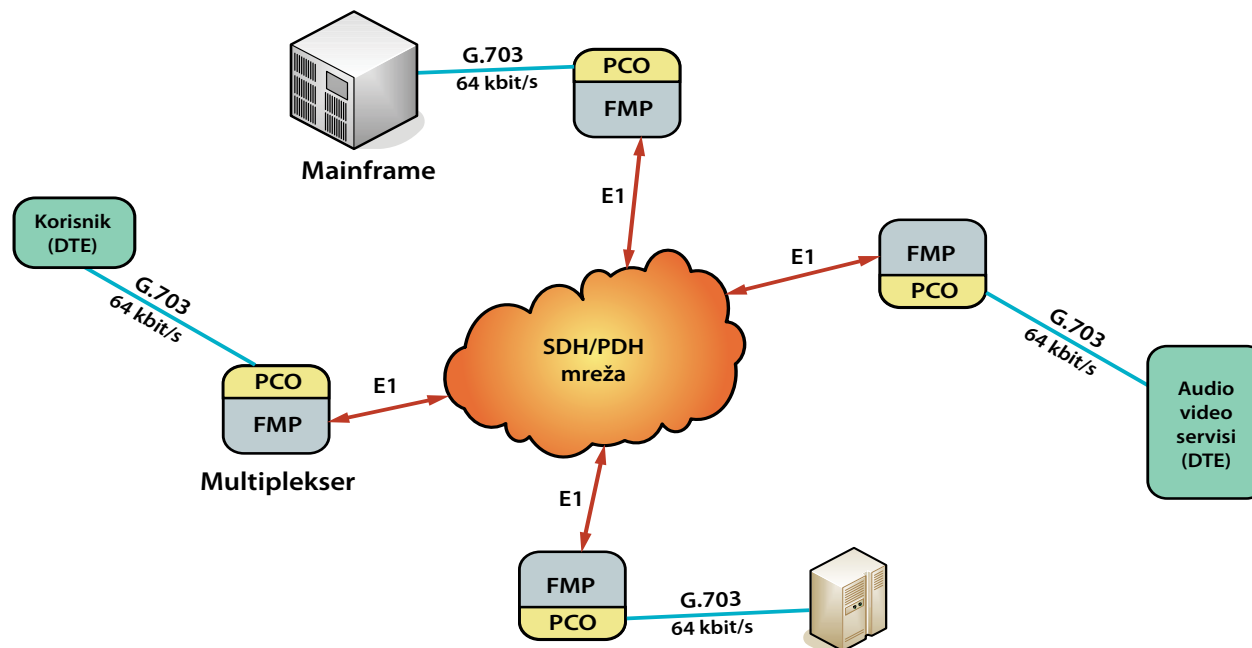 G.703
64 kbit/s
PCO
FMP
Mainframe
E1
Korisnik
(DTE)
G.703
64 kbit/s
PCO
FMP
Multiplekser
E1
SDH/PDH
mreža
E1
FMP
PCO
G.703
64 kbit/s
Audio
video
servisi
(DTE)
E1
FMP
PCO
G.703
64 kbit/s